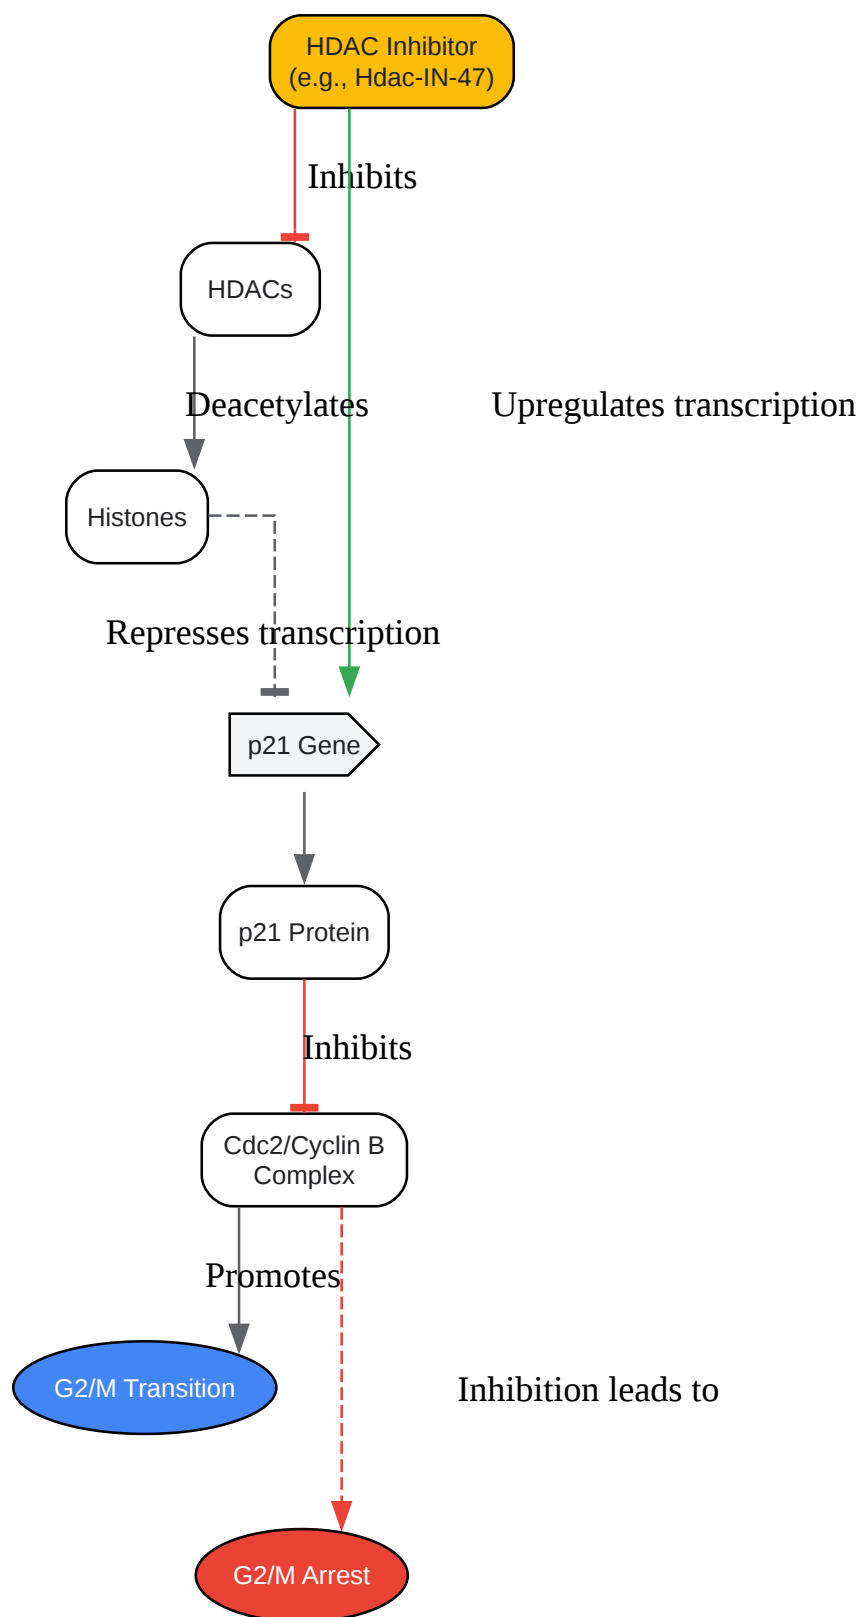 HDAC Inhibitor
(e.g., Hdac-IN-47)
Inhibits
HDACs
Deacetylates
Upregulates transcription
Histones
Represses transcription
p21 Gene
p21 Protein
Inhibits
Cdc2/Cyclin B
Complex
Promotes
G2/M Transition
Inhibition leads to
G2/M Arrest